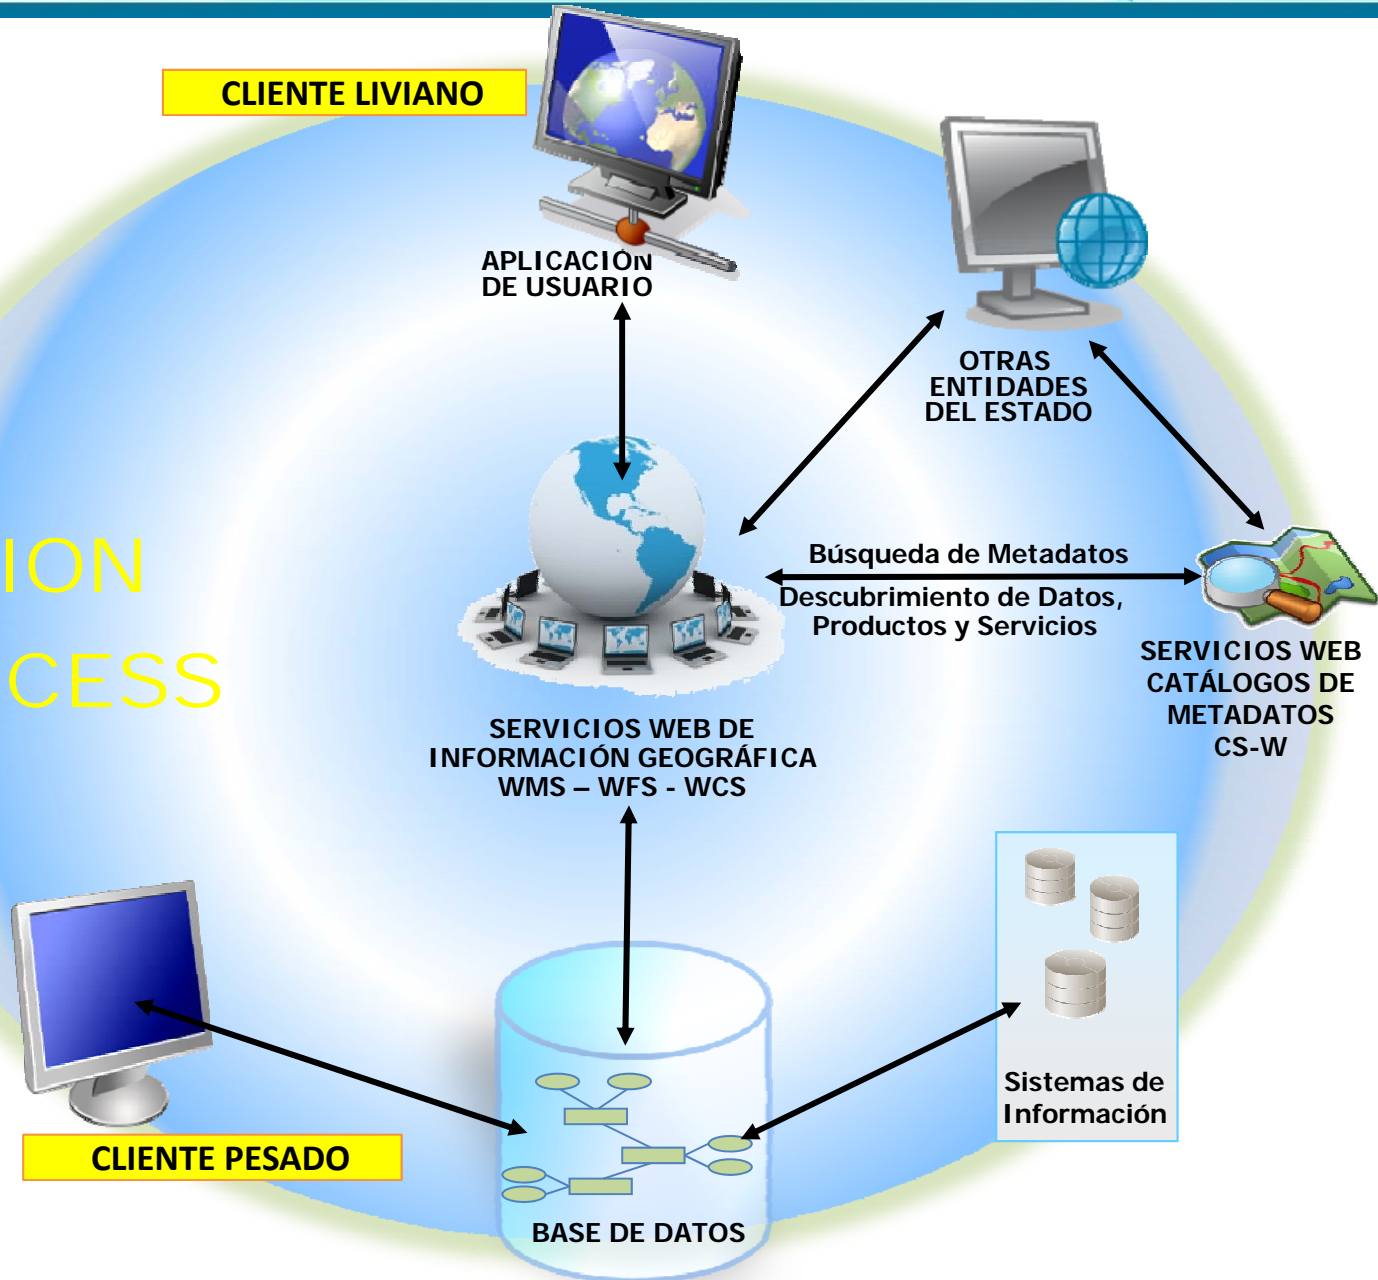 CLIENTE LIVIANO
APLICACIÓN
DE USUARIO
OTRAS
ENTIDADES
DEL ESTADO
Búsqueda de Metadatos
Descubrimiento de Datos,
Productos y Servicios
SERVICIOS WEB
CATÁLOGOS DE
METADATOS
CS-W
ION
CESS
SERVICIOS WEB DE
INFORMACIÓN GEOGRÁFICA
WMS – WFS - WCS
Sistemas de
Información
CLIENTE PESADO
BASE DE DATOS